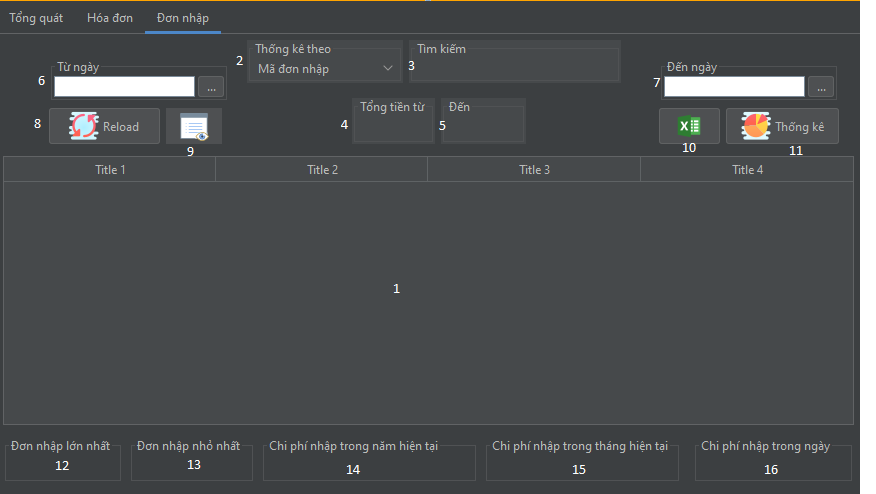 Tổng quát Hóa đơn Đơn nhập
2 Thống kê theo
Mã đơn nhập
3 Tìm kiếm
6 Từ ngày
...
7 Đến ngày
...
8 Reload
9
4 Tổng tiền từ
5 Đến
10
Thống kê
11
Title 1 Title 2 Title 3 Title 4
1
Đơn nhập lớn nhất
12
Đơn nhập nhỏ nhất
13
Chi phí nhập trong năm hiện tại
14
Chi phí nhập trong tháng hiện tại
15
Chi phí nhập trong ngày
16